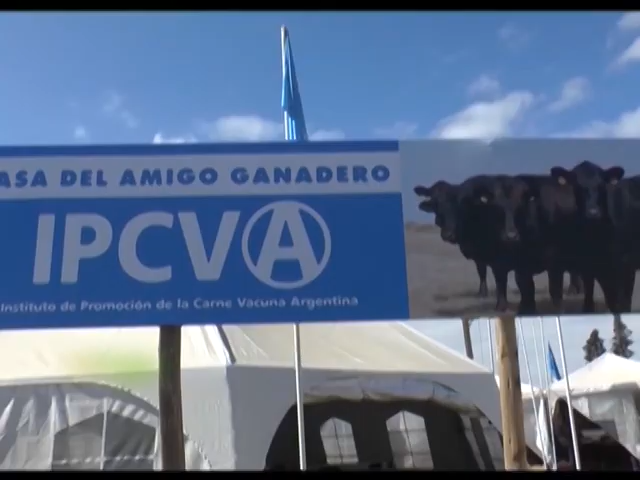 ASA DEL AMIGO GANADERO
IPCVA
Instituto de Promoción de la Carne Vacuna Argentina